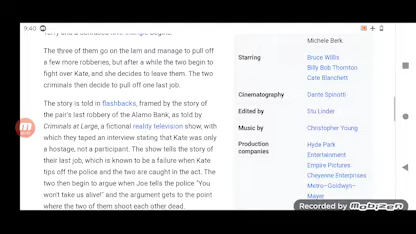 9:40
Terry and a confused love triangle begins.
The three of them go on the lam and manage to pull off
a few more robberies, but after a while the two begin to
fight over Kate, and she decides to leave them. The two
criminals then decide to pull off one last job.
The story is told in flashbacks, framed by the story of
the pair's last robbery of the Alamo Bank, as told by
Criminals at Large, a fictional reality television show, with
which they taped an interview stating that Kate was only
a hostage, not a participant. The show tells the story of
their last job, which is known to be a failure when Kate
tips off the police and the two are caught in the act. The
two then begin to argue when Joe tells the police "You
won't take us alive!" and the argument gets to the point
where the two of them shoot each other dead.
Michele Berk
Starring
Bruce Willis
Billy Bob Thornton
Cate Blanchett
Cinematography
Dante Spinotti
Edited by
Stu Linder
Music by
Christopher Young
Production
companies
Hyde Park
Entertainment
Empire Pictures
Cheyenne Enterprises
Metro–Goldwyn–
Mayer
Recorded by mobizen